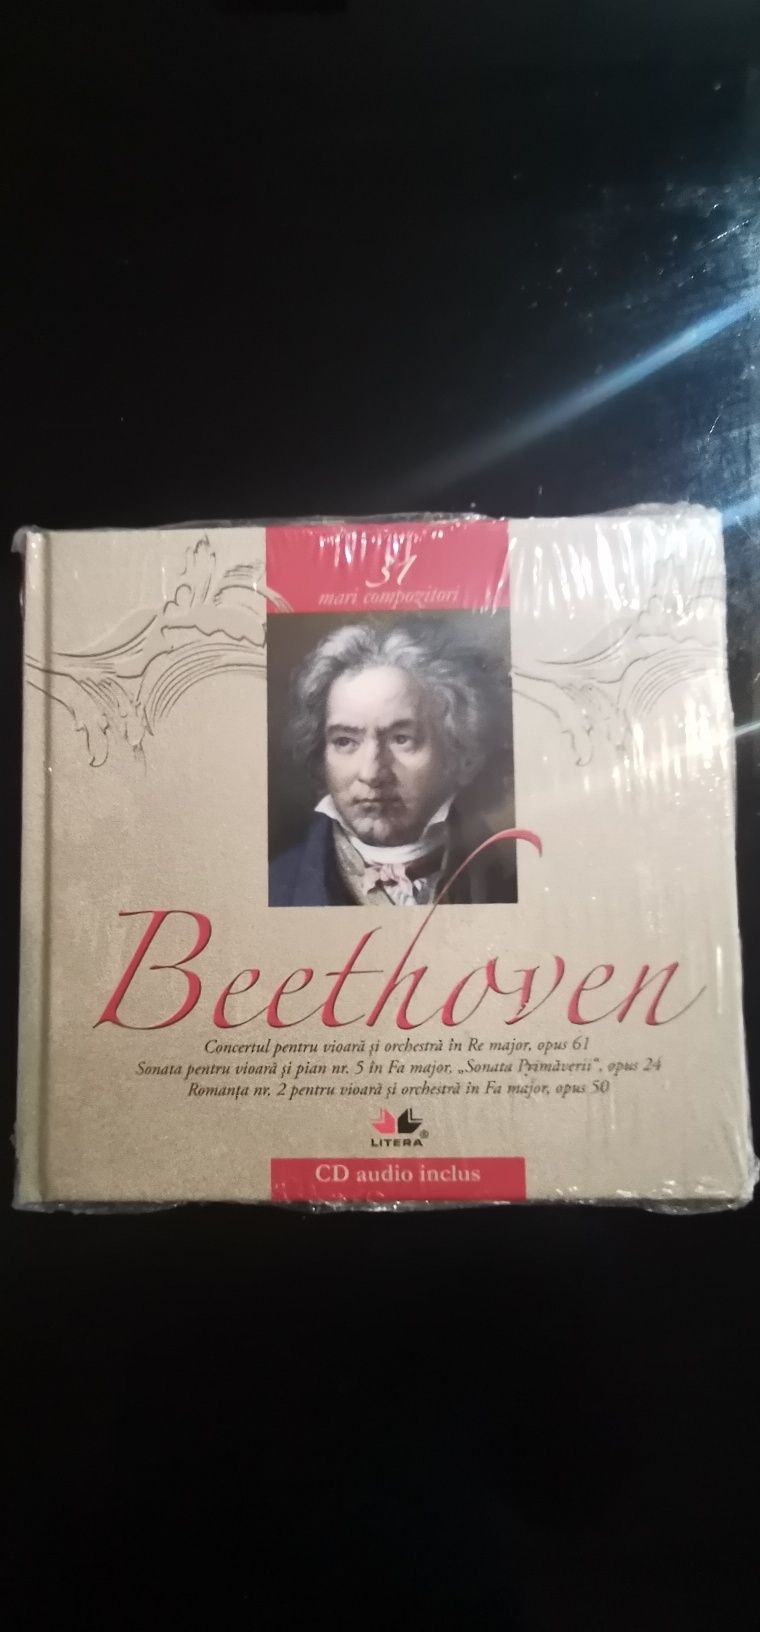 31
mari compozitori
Beethoven
Concertul pentru vioară și orchestră în Re major, opus 61
Sonata pentru vioară și pian nr. 5 în Fa major, „Sonata Primăverii“, opus 24
Romanța nr. 2 pentru vioară și orchestră în Fa major, opus 50
LITERA®
CD audio inclus